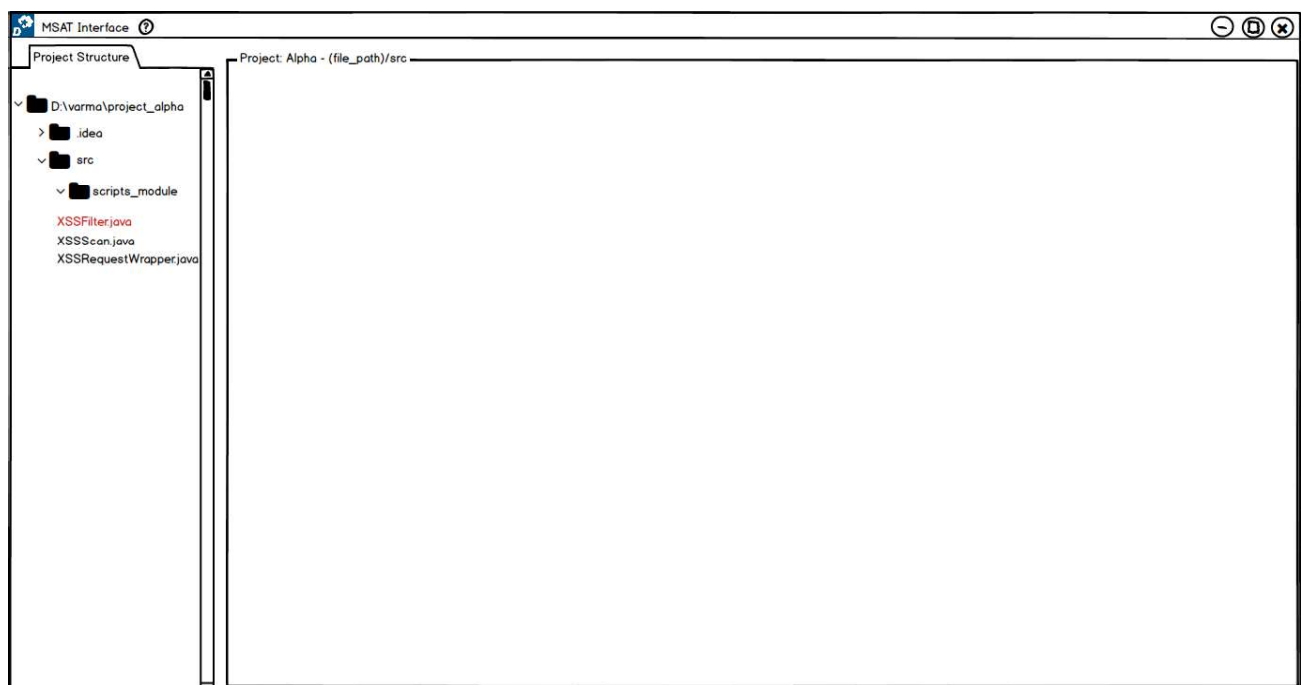 MSAT Interface ?
Project Structure
Project: Alpha - (file_path)/src
D:\varma\project_alpha
.idea
src
scripts_module
XSSFilter.java
XSSScan.java
XSSRequestWrapper.java